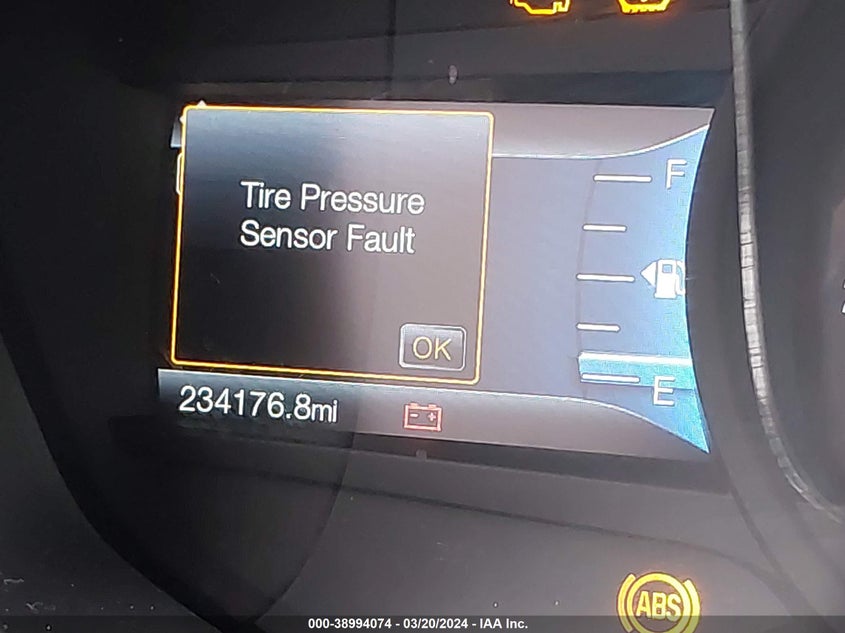 Tire Pressure
Sensor Fault
OK
F
E
234176.8mi
ABS
000-38994074 - 03/20/2024 - IAA Inc.